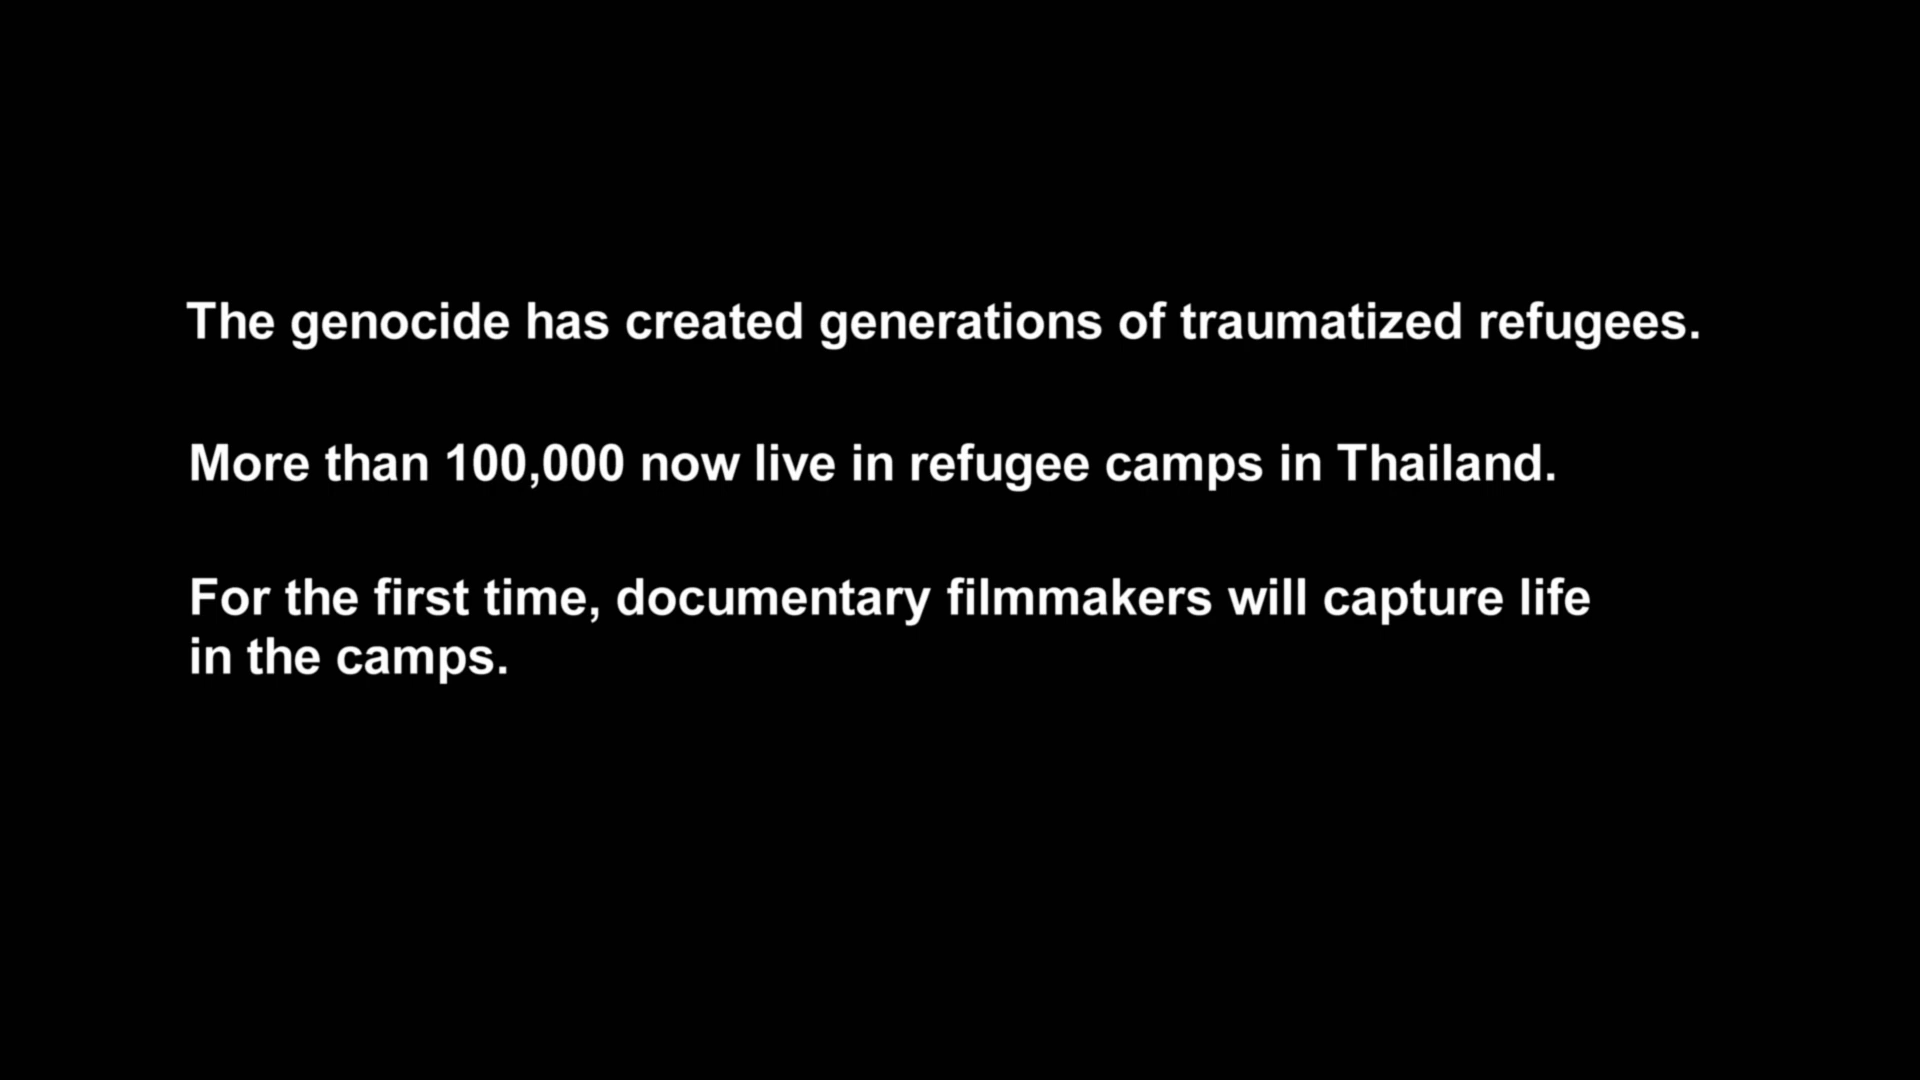 The genocide has created generations of traumatized refugees.
More than 100,000 now live in refugee camps in Thailand.
For the first time, documentary filmmakers will capture life
in the camps.